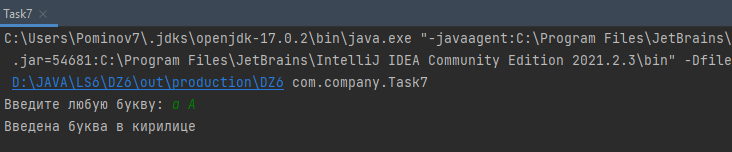 Task7
C:\Users\Pominov7\.jdks\openjdk-17.0.2\bin\java.exe "-javaagent:C:\Program Files\JetBrains\
.jar=54681:C:\Program Files\JetBrains\IntelliJ IDEA Community Edition 2021.2.3\bin" -Dfile
D:\JAVA\LS6\DZ6\out\production\DZ6 com.company.Task7
Введите любую букву: а А
Введена буква в кирилице